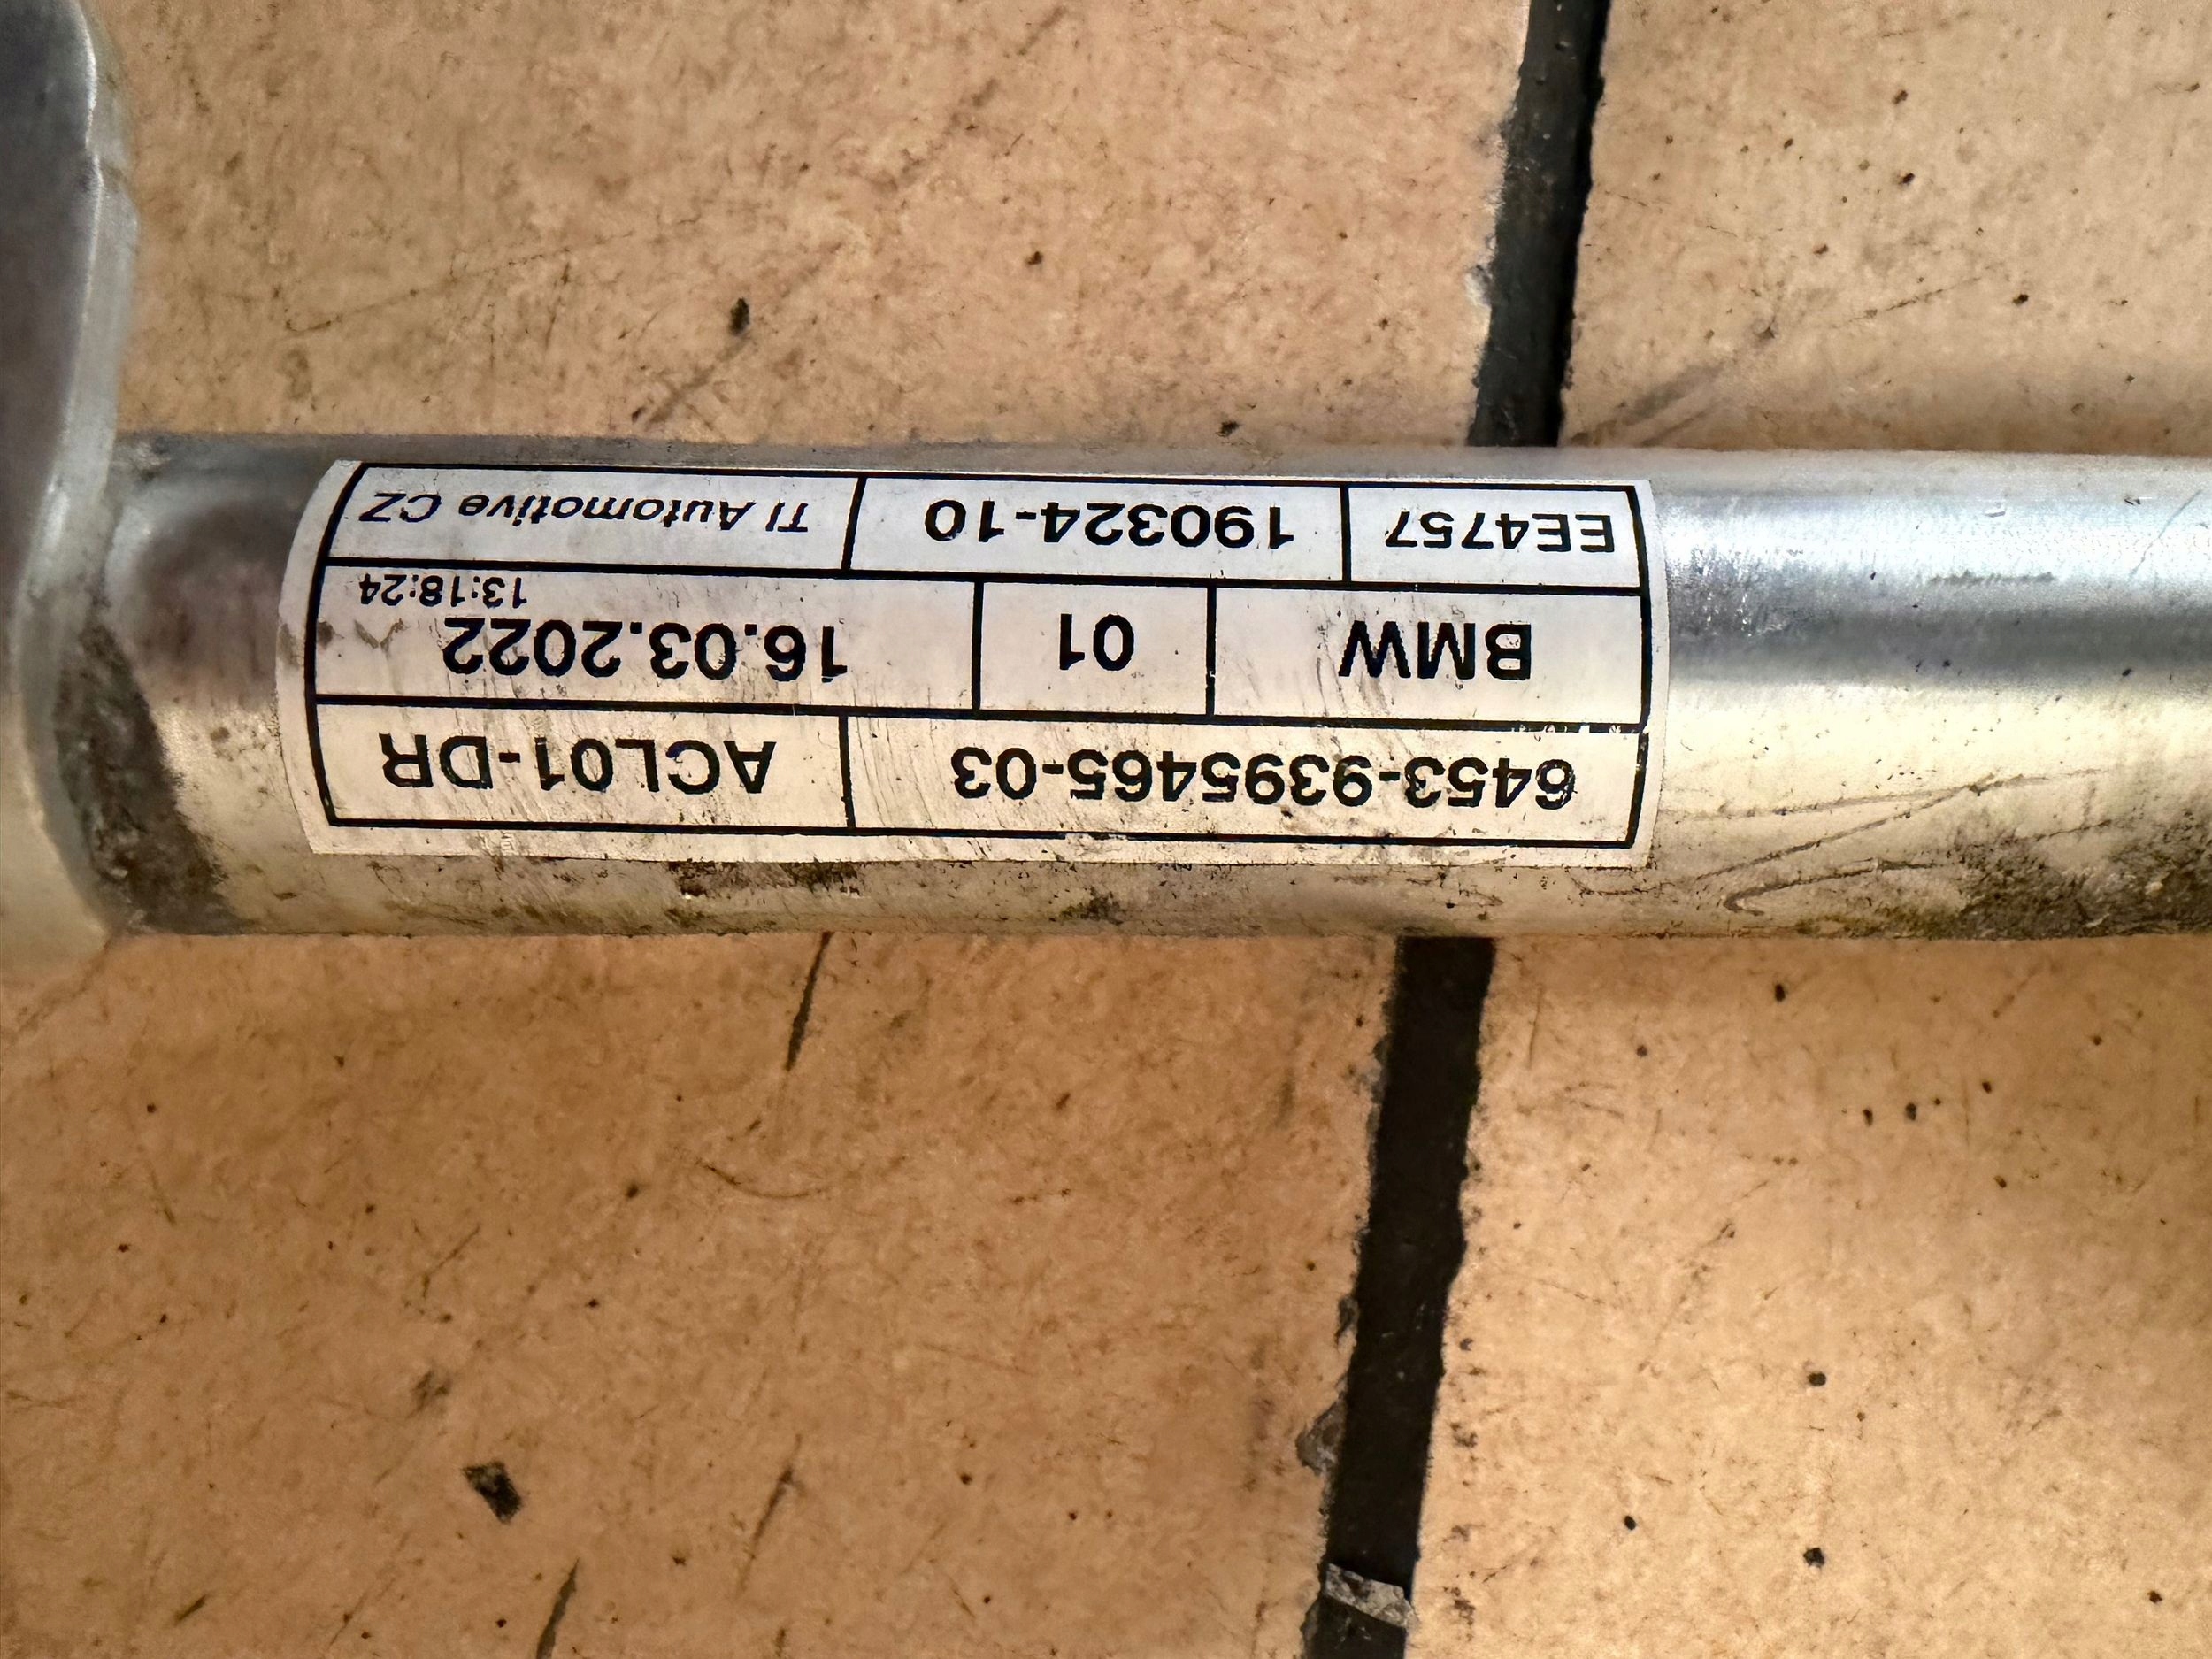 6453-9395465-03 ACL01-DR
BMW 01 16.03.2022
13:18:24
EE4757 190324-10 TI Automotive CZ